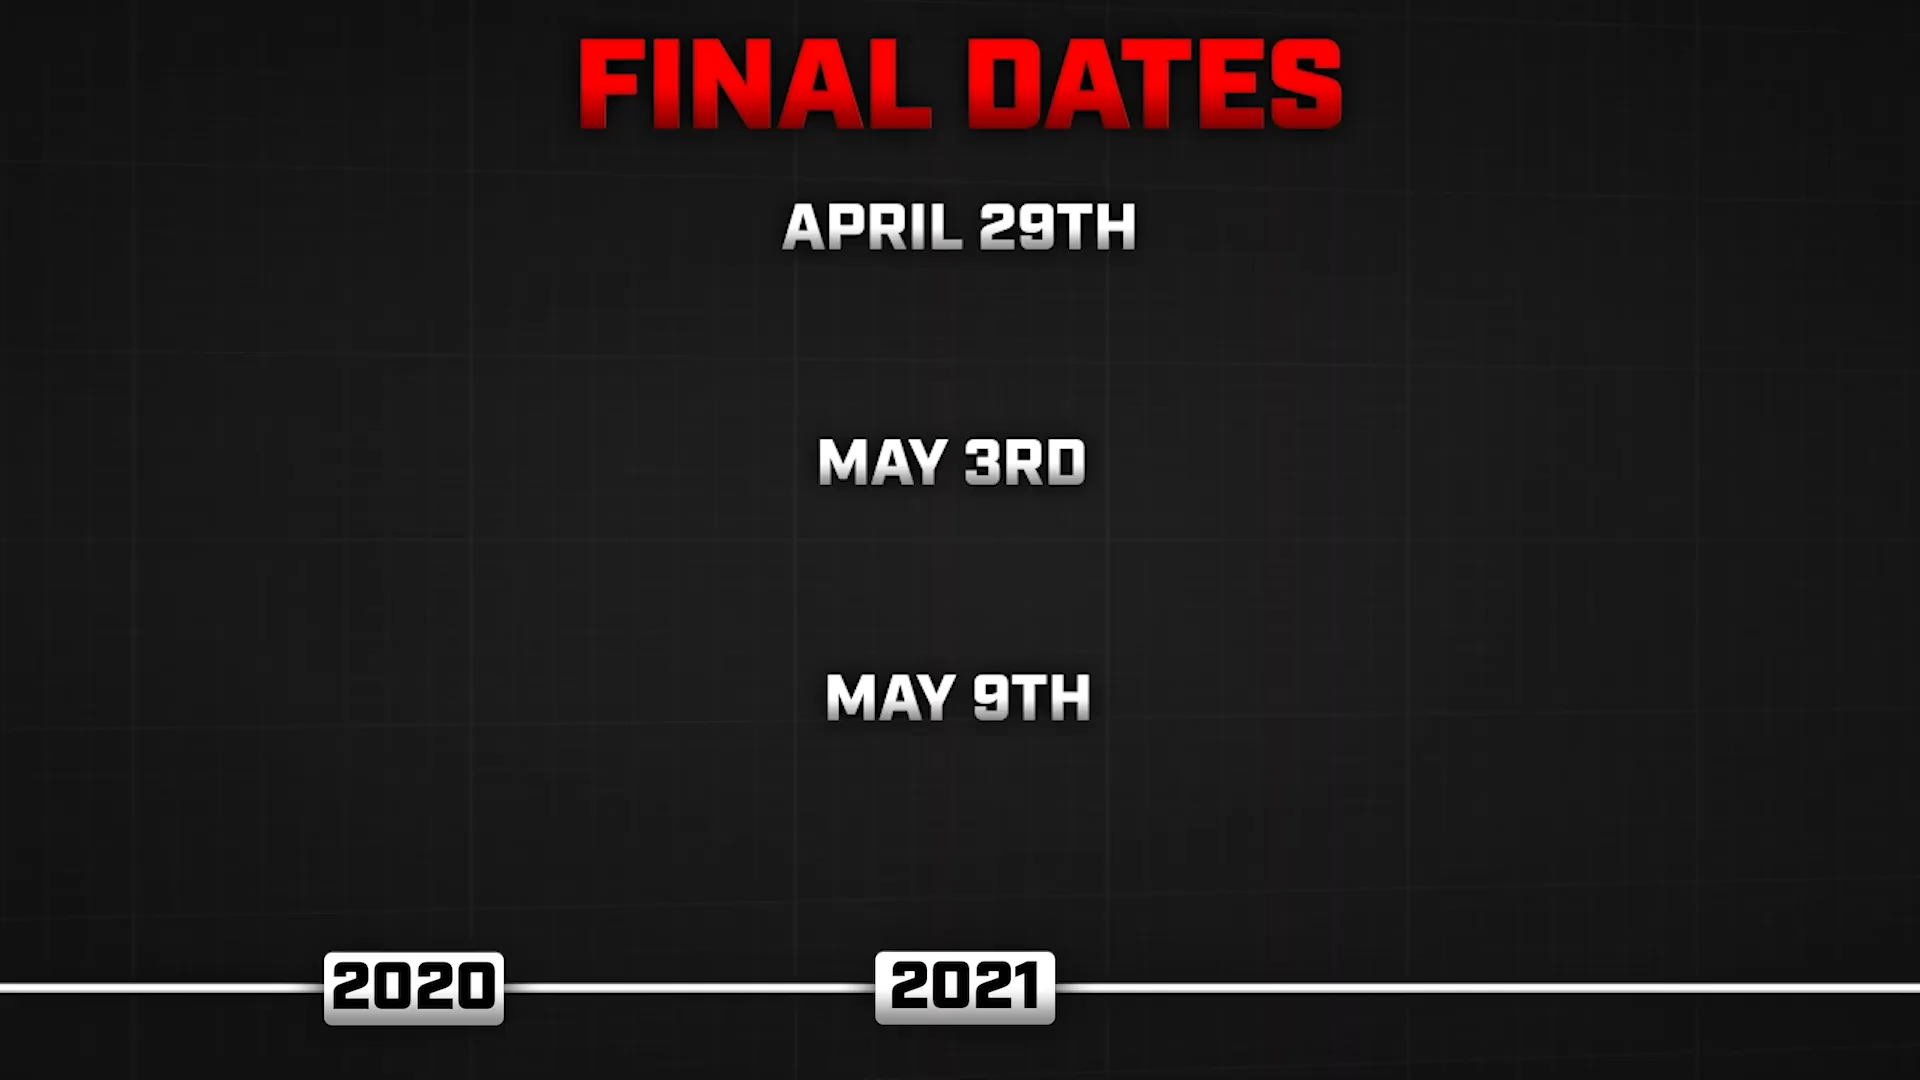 FINAL DATES
APRIL 29TH
MAY 3RD
MAY 9TH
2020 2021